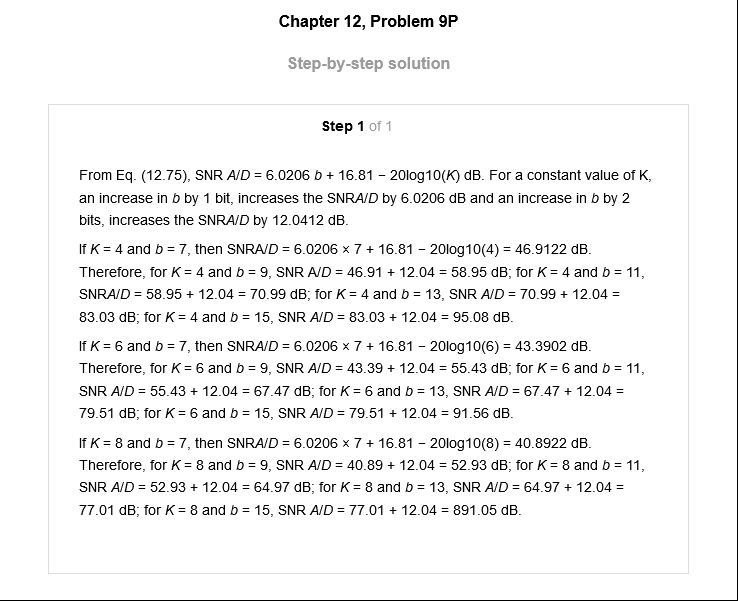 Chapter 12, Problem 9P
Step-by-step solution
Step 1 of 1
From Eq. (12.75), SNR A/D = 6.0206 b + 16.81 − 20log10(K) dB. For a constant value of K,
an increase in b by 1 bit, increases the SNRA/D by 6.0206 dB and an increase in b by 2
bits, increases the SNRA/D by 12.0412 dB.
If K = 4 and b = 7, then SNRA/D = 6.0206 × 7 + 16.81 − 20log10(4) = 46.9122 dB.
Therefore, for K = 4 and b = 9, SNR A/D = 46.91 + 12.04 = 58.95 dB; for K = 4 and b = 11,
SNRA/D = 58.95 + 12.04 = 70.99 dB; for K = 4 and b = 13, SNR A/D = 70.99 + 12.04 =
83.03 dB; for K = 4 and b = 15, SNR A/D = 83.03 + 12.04 = 95.08 dB.
If K = 6 and b = 7, then SNRA/D = 6.0206 × 7 + 16.81 − 20log10(6) = 43.3902 dB.
Therefore, for K = 6 and b = 9, SNR A/D = 43.39 + 12.04 = 55.43 dB; for K = 6 and b = 11,
SNR A/D = 55.43 + 12.04 = 67.47 dB; for K = 6 and b = 13, SNR A/D = 67.47 + 12.04 =
79.51 dB; for K = 6 and b = 15, SNR A/D = 79.51 + 12.04 = 91.56 dB.
If K = 8 and b = 7, then SNRA/D = 6.0206 × 7 + 16.81 − 20log10(8) = 40.8922 dB.
Therefore, for K = 8 and b = 9, SNR A/D = 40.89 + 12.04 = 52.93 dB; for K = 8 and b = 11,
SNR A/D = 52.93 + 12.04 = 64.97 dB; for K = 8 and b = 13, SNR A/D = 64.97 + 12.04 =
77.01 dB; for K = 8 and b = 15, SNR A/D = 77.01 + 12.04 = 891.05 dB.